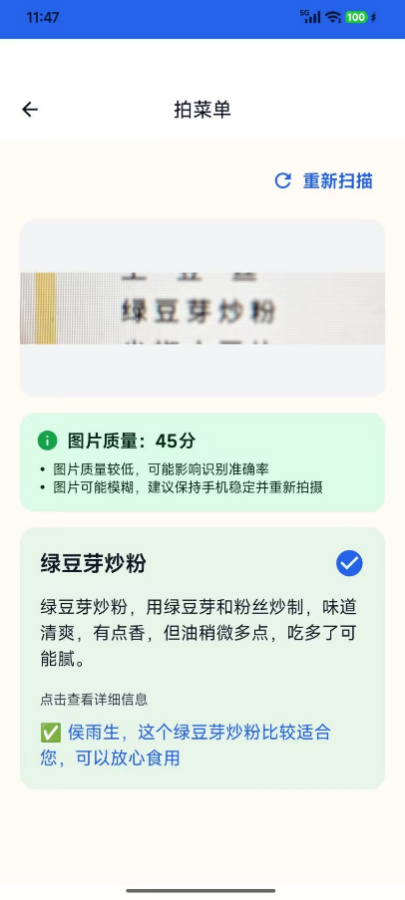 11:47
5G
100
拍菜单
重新扫描
绿豆芽炒粉
图片质量：45分
• 图片质量较低，可能影响识别准确率
• 图片可能模糊，建议保持手机稳定并重新拍摄
绿豆芽炒粉
绿豆芽炒粉，用绿豆芽和粉丝炒制，味道
清爽，有点香，但油稍微多点，吃多了可
能腻。
点击查看详细信息
✅ 侯雨生，这个绿豆芽炒粉比较适合
您，可以放心食用